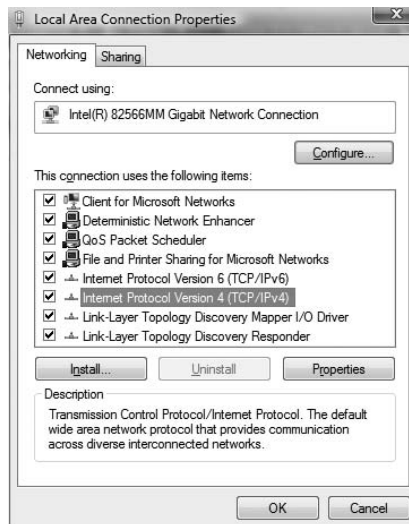 Local Area Connection Properties
Networking Sharing
Connect using:
Intel(R) 82566MM Gigabit Network Connection
Configure...
This connection uses the following items:
Client for Microsoft Networks
Deterministic Network Enhancer
QoS Packet Scheduler
File and Printer Sharing for Microsoft Networks
Internet Protocol Version 6 (TCP/IPv6)
Internet Protocol Version 4 (TCP/IPv4)
Link-Layer Topology Discovery Mapper I/O Driver
Link-Layer Topology Discovery Responder
Install... Uninstall Properties
Description
Transmission Control Protocol/Internet Protocol. The default
wide area network protocol that provides communication
across diverse interconnected networks.
OK Cancel